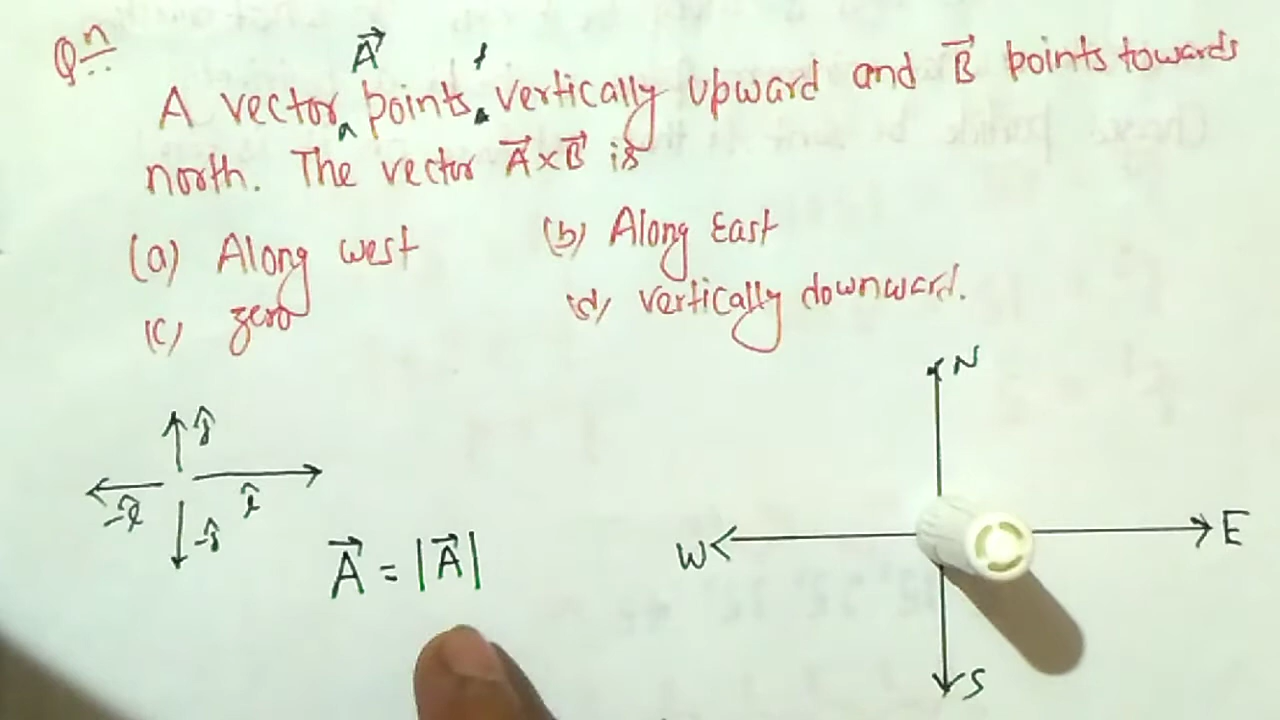 Qn
A vector A⃗ points vertically upward and B⃗ points towards
north. The vector A⃗×B⃗ is
(a) Along west (b) Along East
(c) zero (d) vertically downward.
N
ĵ
-î î
-ĵ
W E
A⃗ = |A⃗|
S